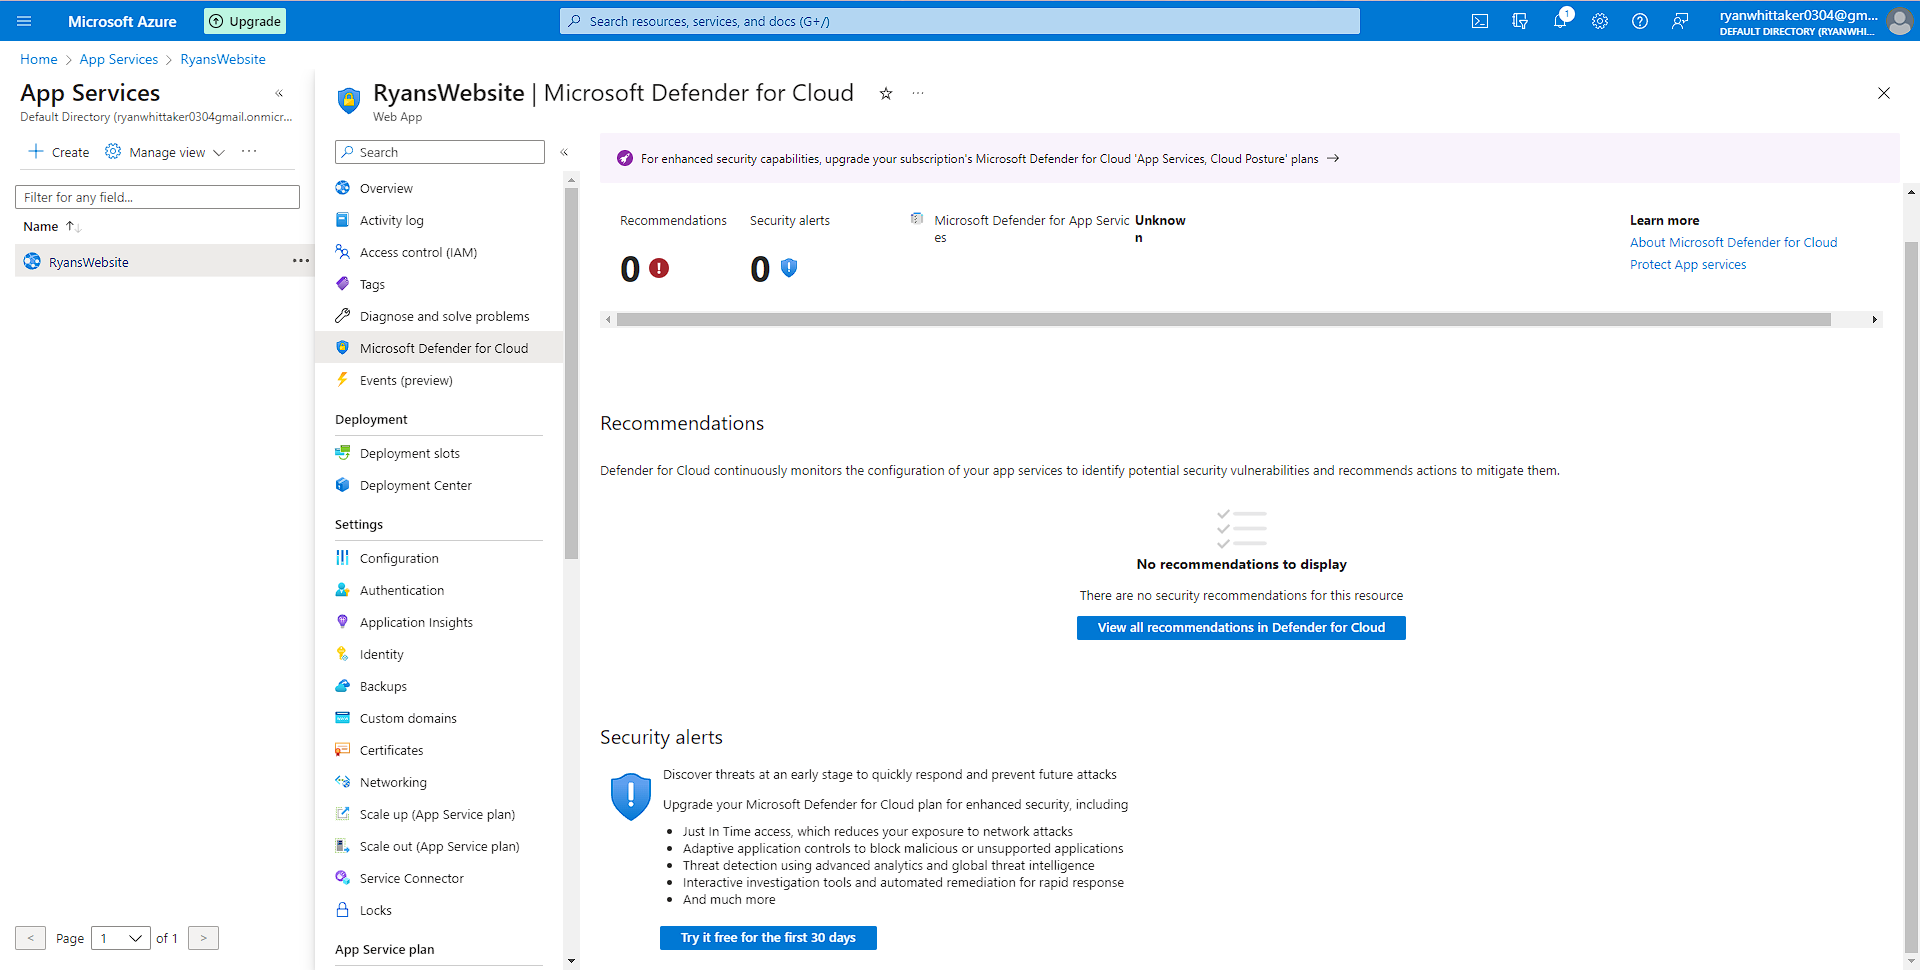 Microsoft Azure
Upgrade
Search resources, services, and docs (G+/)
1
ryanwhittaker0304@gm...
DEFAULT DIRECTORY (RYANWHI...
Home > App Services > RyansWebsite
App Services
Default Directory (ryanwhittaker0304gmail.onmicr...
Create
Manage view
Filter for any field...
Name
RyansWebsite
Page 1 of 1
RyansWebsite | Microsoft Defender for Cloud
Web App
Search
Overview
Activity log
Access control (IAM)
Tags
Diagnose and solve problems
Microsoft Defender for Cloud
Events (preview)
Deployment
Deployment slots
Deployment Center
Settings
Configuration
Authentication
Application Insights
Identity
Backups
Custom domains
Certificates
Networking
Scale up (App Service plan)
Scale out (App Service plan)
Service Connector
Locks
App Service plan
For enhanced security capabilities, upgrade your subscription's Microsoft Defender for Cloud 'App Services, Cloud Posture' plans →
Recommendations
0
Security alerts
0
Microsoft Defender for App Servic
es
Unknow
n
Learn more
About Microsoft Defender for Cloud
Protect App services
Recommendations
Defender for Cloud continuously monitors the configuration of your app services to identify potential security vulnerabilities and recommends actions to mitigate them.
No recommendations to display
There are no security recommendations for this resource
View all recommendations in Defender for Cloud
Security alerts
Discover threats at an early stage to quickly respond and prevent future attacks
Upgrade your Microsoft Defender for Cloud plan for enhanced security, including
• Just In Time access, which reduces your exposure to network attacks
• Adaptive application controls to block malicious or unsupported applications
• Threat detection using advanced analytics and global threat intelligence
• Interactive investigation tools and automated remediation for rapid response
• And much more
Try it free for the first 30 days